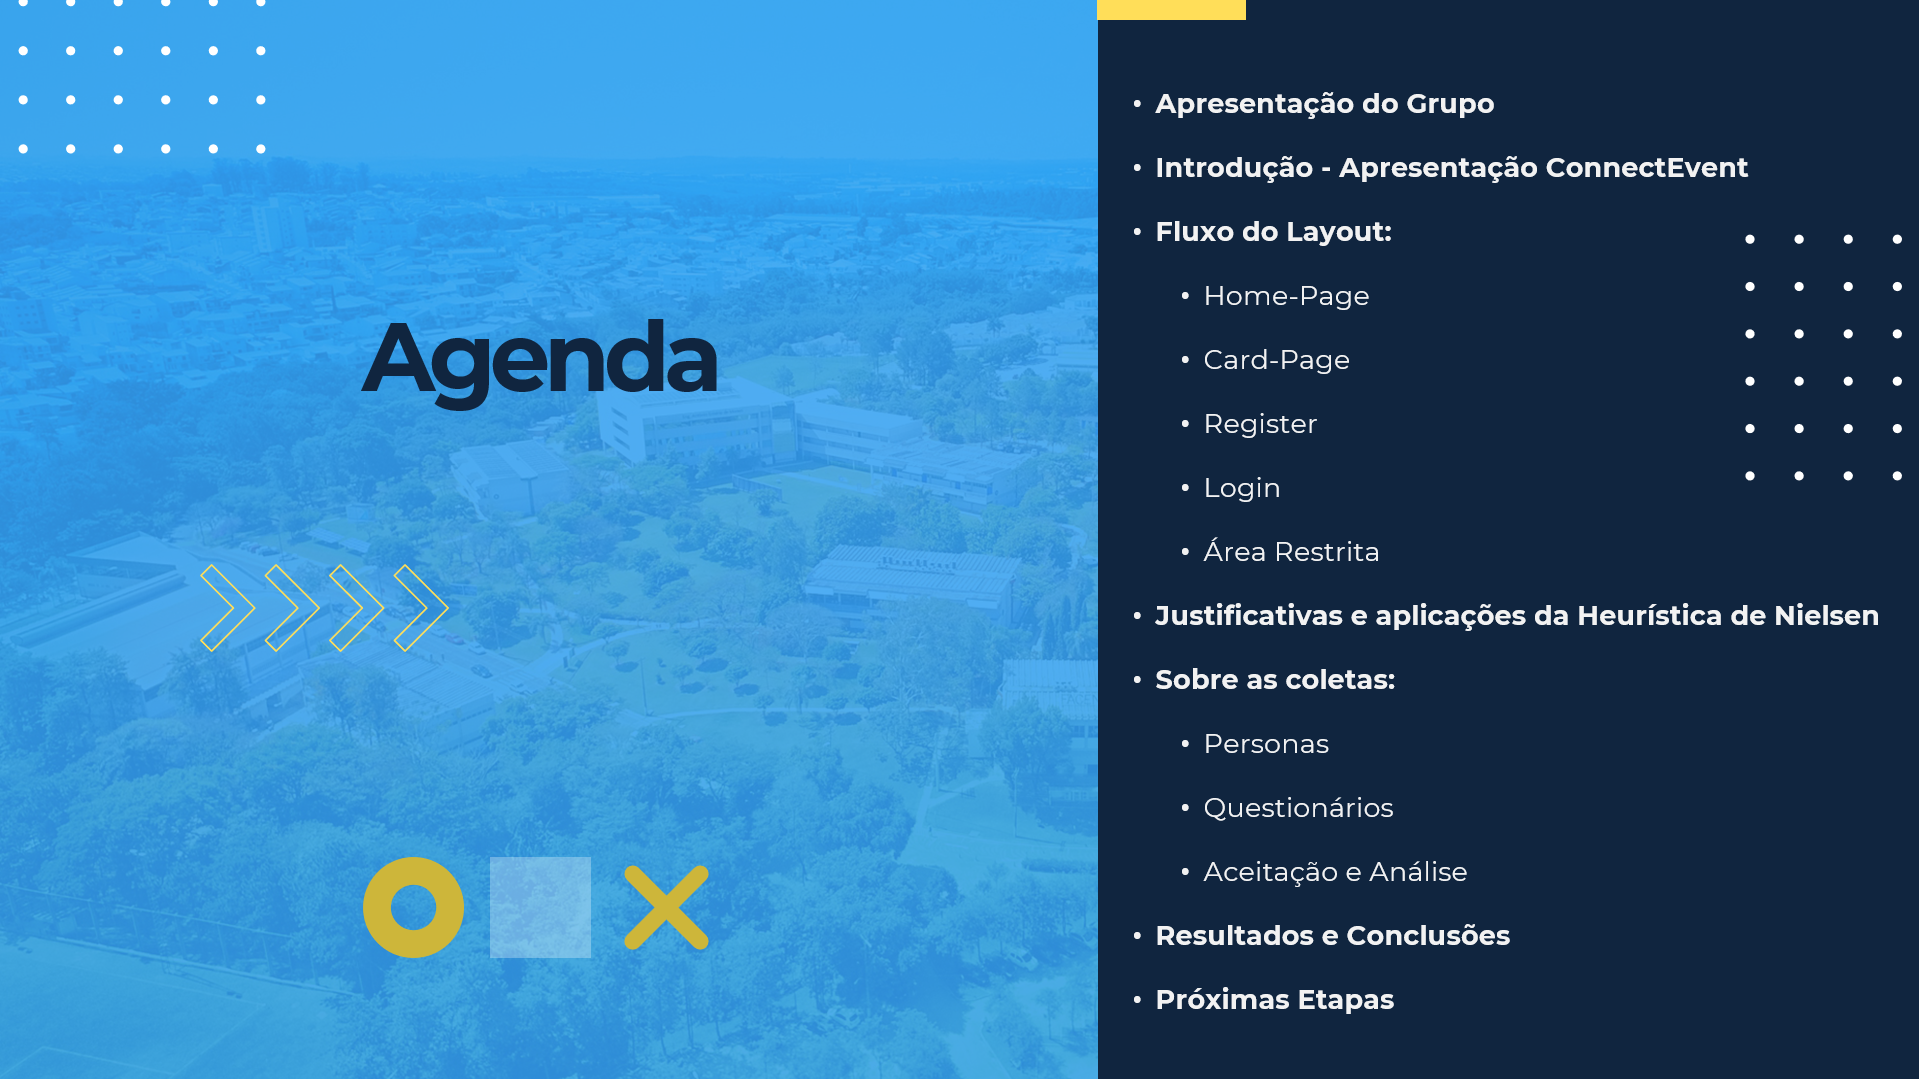 Agenda
• Apresentação do Grupo
• Introdução - Apresentação ConnectEvent
• Fluxo do Layout:
• Home-Page
• Card-Page
• Register
• Login
• Área Restrita
• Justificativas e aplicações da Heurística de Nielsen
• Sobre as coletas:
• Personas
• Questionários
• Aceitação e Análise
• Resultados e Conclusões
• Próximas Etapas